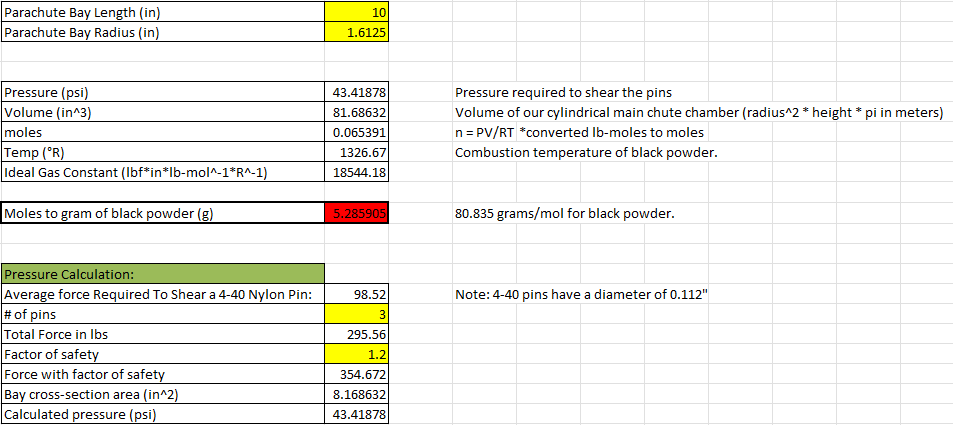 Parachute Bay Length (in) 10
Parachute Bay Radius (in) 1.6125
Pressure (psi) 43.41878 Pressure required to shear the pins
Volume (in^3) 81.68632 Volume of our cylindrical main chute chamber (radius^2 * height * pi in meters)
moles 0.065391 n = PV/RT *converted lb-moles to moles
Temp (°R) 1326.67 Combustion temperature of black powder.
Ideal Gas Constant (lbf*in*lb-mol^-1*R^-1) 18544.18
Moles to gram of black powder (g) 5.285905 80.835 grams/mol for black powder.
Pressure Calculation:
Average force Required To Shear a 4-40 Nylon Pin: 98.52 Note: 4-40 pins have a diameter of 0.112"
# of pins 3
Total Force in lbs 295.56
Factor of safety 1.2
Force with factor of safety 354.672
Bay cross-section area (in^2) 8.168632
Calculated pressure (psi) 43.41878